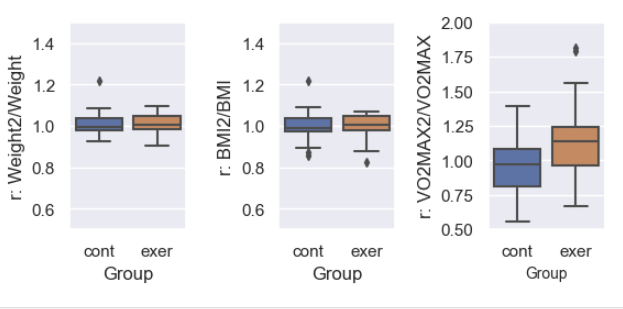 r: Weight2/Weight
1.4
1.2
1.0
0.8
0.6
cont exer
Group
r: BMI2/BMI
1.4
1.2
1.0
0.8
0.6
cont exer
Group
r: VO2MAX2/VO2MAX
2.00
1.75
1.50
1.25
1.00
0.75
0.50
cont exer
Group